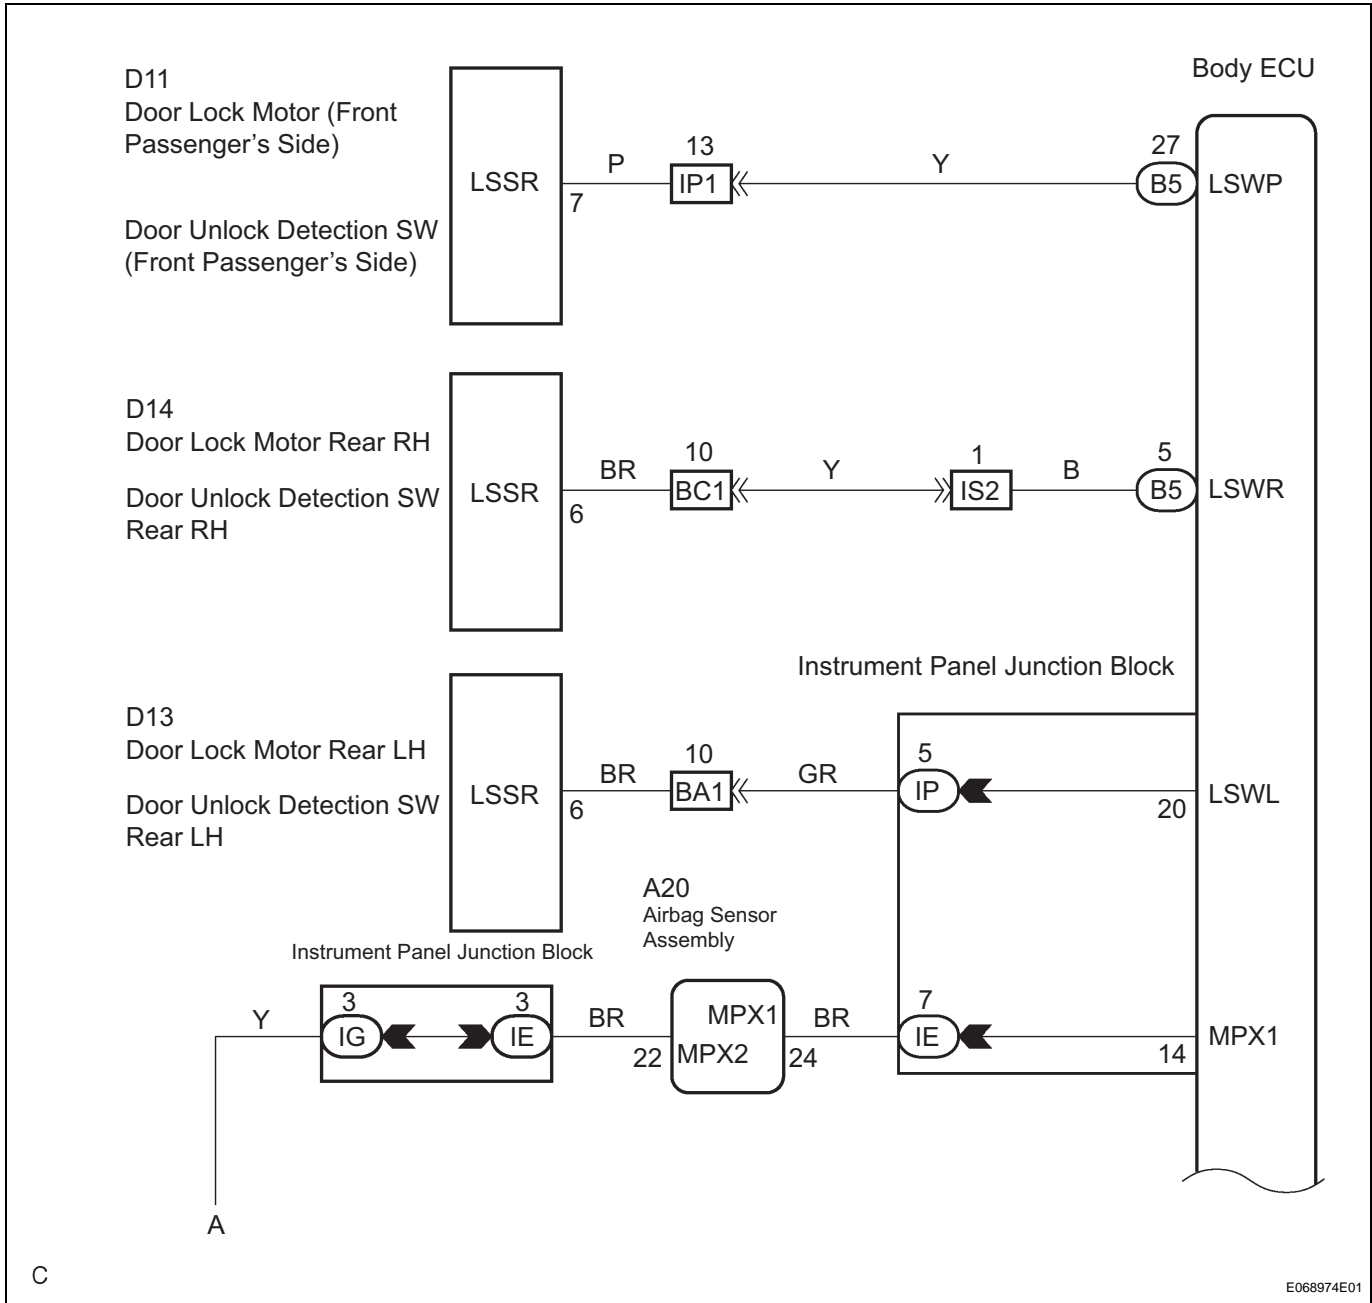 Body ECU
D11
Door Lock Motor (Front
Passenger's Side)
Door Unlock Detection SW
(Front Passenger's Side)
LSSR
7
P
13
IP1
Y
27
B5
LSWP
D14
Door Lock Motor Rear RH
Door Unlock Detection SW
Rear RH
LSSR
6
BR
10
BC1
Y
1
IS2
B
5
B5
LSWR
Instrument Panel Junction Block
D13
Door Lock Motor Rear LH
Door Unlock Detection SW
Rear LH
LSSR
6
BR
10
BA1
GR
5
IP
20
LSWL
A20
Airbag Sensor
Assembly
Instrument Panel Junction Block
Y
3
IG
3
IE
BR
22
MPX1
MPX2
24
BR
7
IE
14
MPX1
A
C
E068974E01